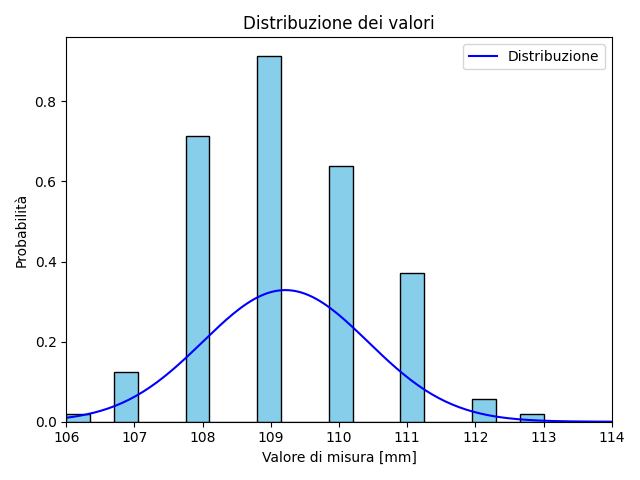 Distribuzione dei valori
Distribuzione
Probabilità
0.8
0.6
0.4
0.2
0.0
106 107 108 109 110 111 112 113 114
Valore di misura [mm]